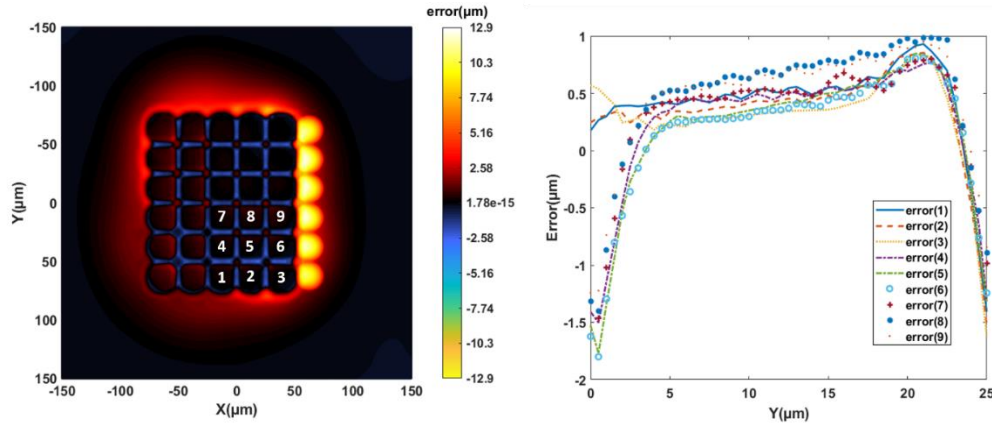 error(μm)
-150
-100
-50
0
50
100
150
Y(μm)
-150 -100 -50 0 50 100 150
X(μm)
7 8 9
4 5 6
1 2 3
12.9
10.3
7.74
5.16
2.58
1.78e-15
-2.58
-5.16
-7.74
-10.3
-12.9
1
0.5
0
-0.5
-1
-1.5
-2
Error(μm)
0 5 10 15 20 25
Y(μm)
error(1)
error(2)
error(3)
error(4)
error(5)
error(6)
error(7)
error(8)
error(9)